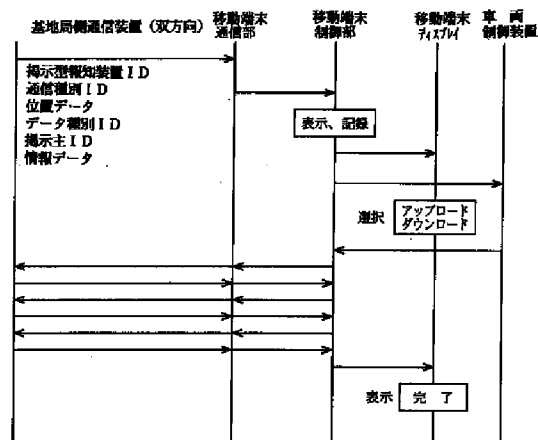 基地局側通信装置（双方向）
移動端末
通信部
移動端末
制御部
移動端末
ディスプレイ
車　両
制御装置
掲示型報知装置ＩＤ
通信種別ＩＤ
位置データ
データ種別ＩＤ
掲示主ＩＤ
情報データ
表示、記録
選択
アップロード
ダウンロード
表示
完　了